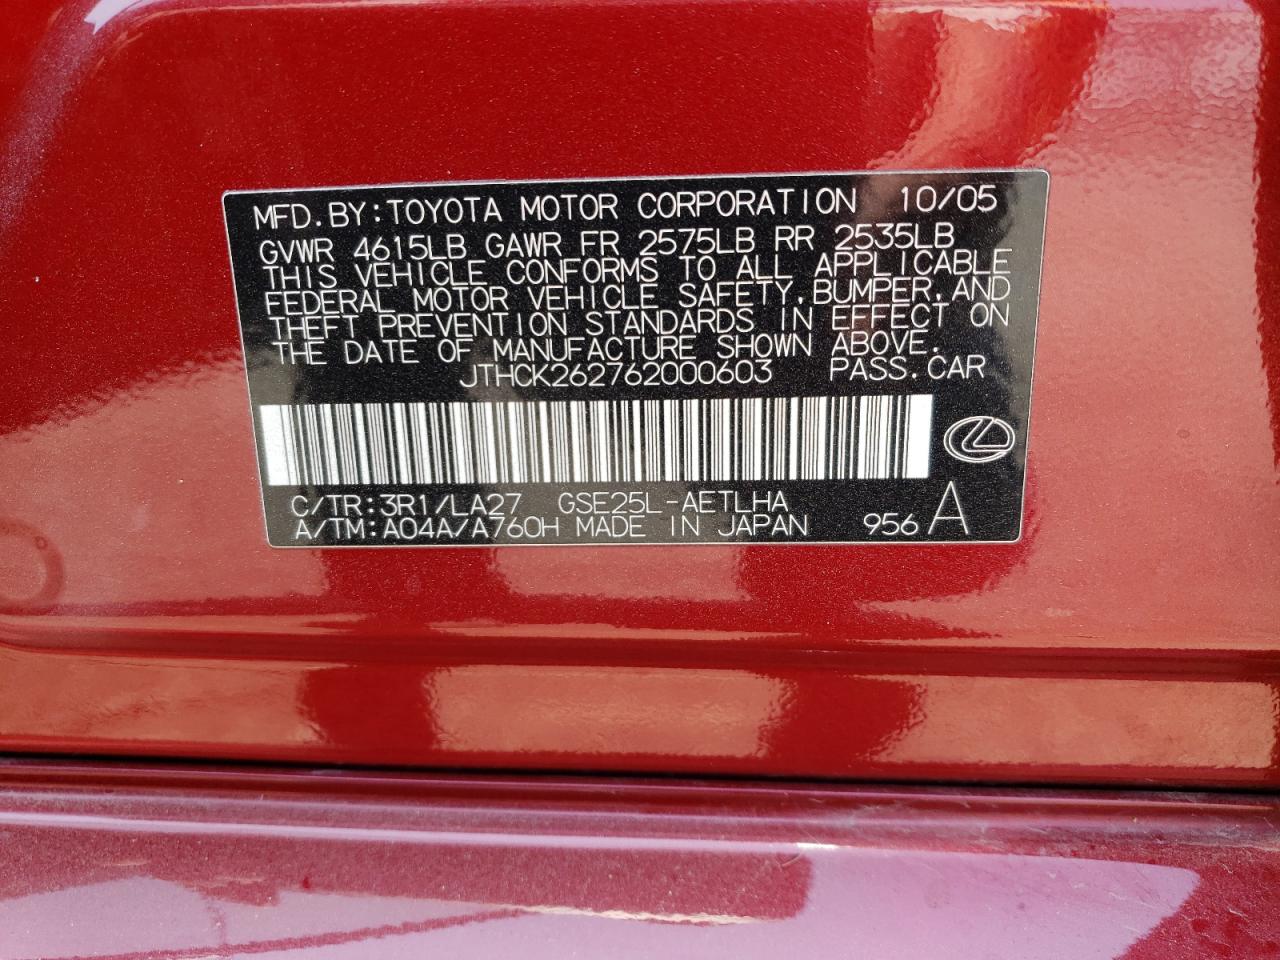 MFD.BY:TOYOTA MOTOR CORPORATION 10/05
GVWR 4615LB GAWR FR 2575LB RR 2535LB
THIS VEHICLE CONFORMS TO ALL APPLICABLE
FEDERAL MOTOR VEHICLE SAFETY,BUMPER,AND
THEFT PREVENTION STANDARDS IN EFFECT ON
THE DATE OF MANUFACTURE SHOWN ABOVE.
JTHCK262762000603 PASS.CAR
C/TR:3R1/LA27 GSE25L-AETLHA
A/TM:A04A/A760H MADE IN JAPAN 956 A